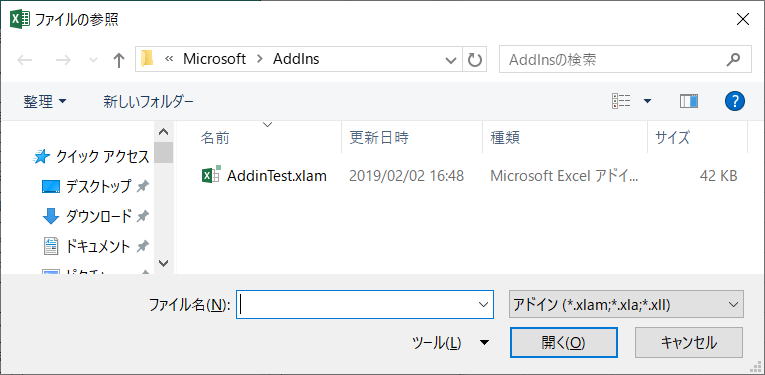 ファイルの参照
« Microsoft > AddIns
AddInsの検索
整理
新しいフォルダー
?
名前
更新日時
種類
サイズ
クイック アクセス
AddinTest.xlam
2019/02/02 16:48
Microsoft Excel アドイ...
42 KB
デスクトップ
ダウンロード
ドキュメント
ピクチャ
ファイル名(N):
アドイン (*.xlam;*.xla;*.xll)
ツール(L)
開く(O)
キャンセル